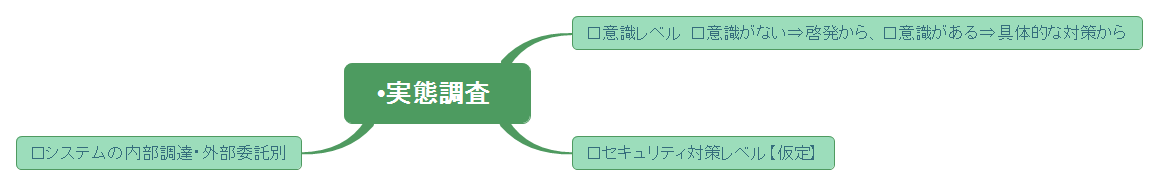 □意識レベル □意識がない⇒啓発から、□意識がある⇒具体的な対策から
•実態調査
□システムの内部調達・外部委託別
□セキュリティ対策レベル【仮定】